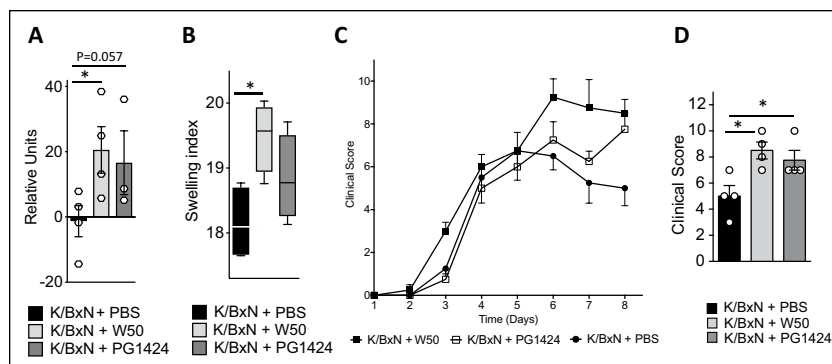 A
P=0.057
*
40
20
0
-20
Relative Units
K/BxN + PBS
K/BxN + W50
K/BxN + PG1424
B
*
20
19
18
Swelling index
K/BxN + PBS
K/BxN + W50
K/BxN + PG1424
C
10
8
6
4
2
0
Clinical Score
1 2 3 4 5 6 7 8
Time (Days)
K/BxN + W50 K/BxN + PG1424 K/BxN + PBS
D
*
*
10
8
6
4
2
0
Clinical Score
K/BxN + PBS
K/BxN + W50
K/BxN + PG1424